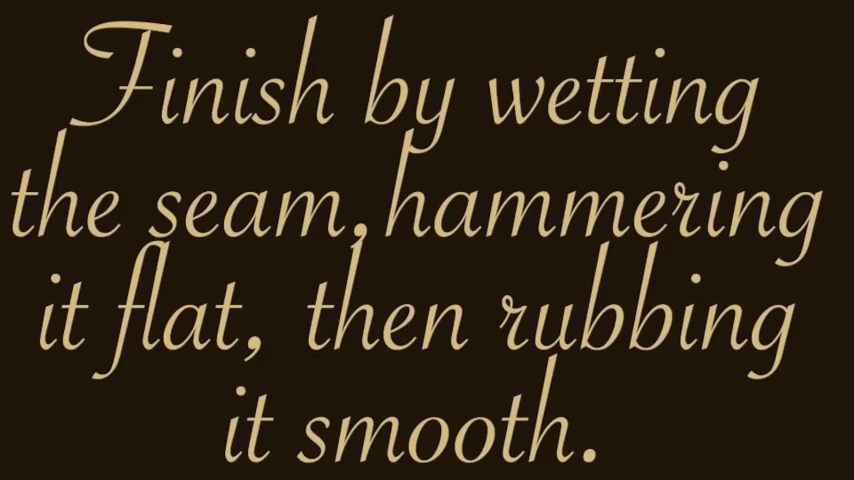 Finish by wetting
the seam, hammering
it flat, then rubbing
it smooth.